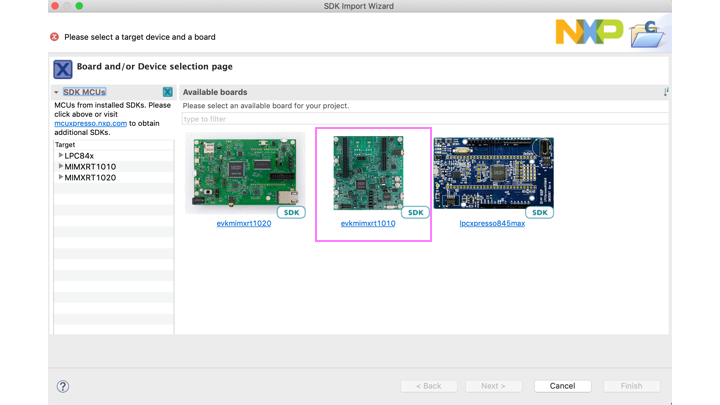 SDK Import Wizard
Please select a target device and a board
NXP
Board and/or Device selection page
SDK MCUs
MCUs from installed SDKs. Please
click above or visit
mcuxpresso.nxp.com to obtain
additional SDKs.
Target
LPC84x
MIMXRT1010
MIMXRT1020
Available boards
Please select an available board for your project.
type to filter
SDK
SDK
SDK
evkmimxrt1020
evkmimxrt1010
lpcxpresso845max
?
< Back
Next >
Cancel
Finish